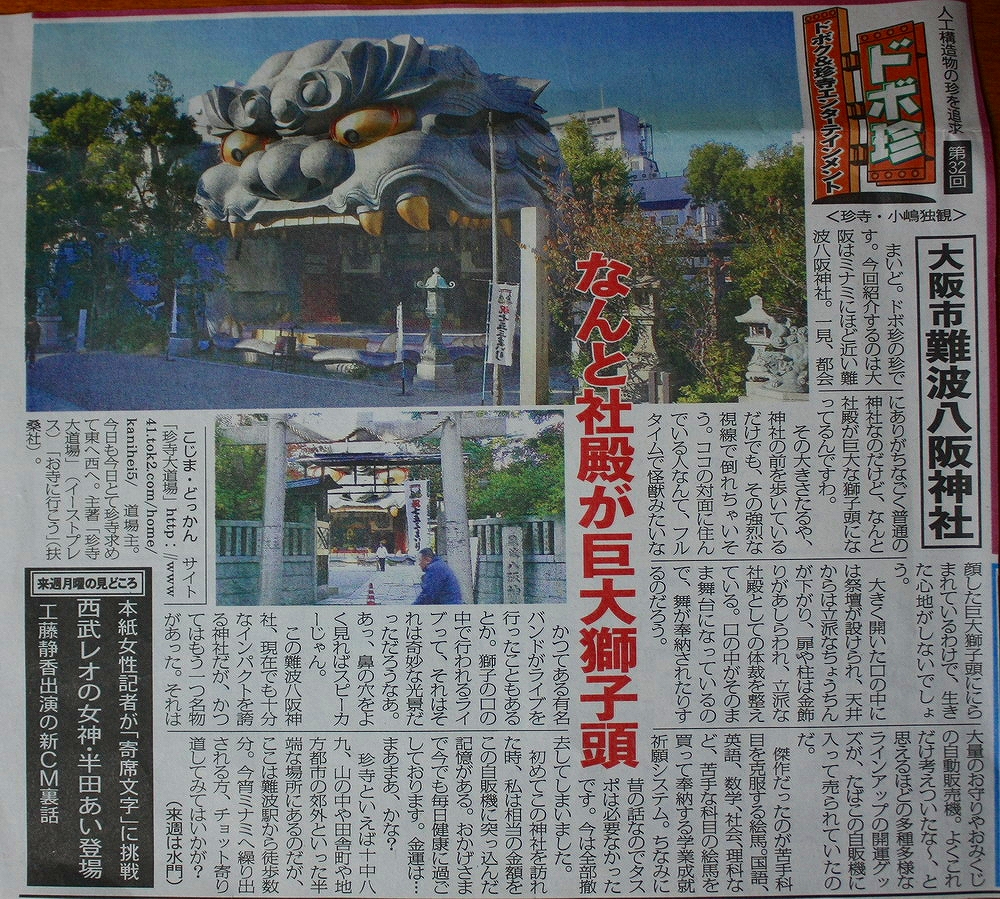 人工構造物の珍を追求
第32回
ドボ珍
ドボク&珍寺エンターテインメント
＜珍寺・小嶋独観＞
大阪市難波八阪神社
なんと社殿が巨大獅子頭
まいど。ドボ珍の珍で
す。今回紹介するのは大
阪はミナミにほど近い難
波八阪神社。一見、都会
にありがちなごく普通の
神社なのだけど、なんと
社殿が巨大な獅子頭にな
ってるんですわ。
その大きさたるや、
神社の前を歩いている
だけでも、その強烈な
視線で倒れちゃいそ
う。ココの対面に住ん
でいる人なんて、フル
タイムで怪獣みたいな
顔した巨大獅子頭ににら
まれているわけで、生き
た心地がしないでしょ
う。
大きく開いた口の中に
は祭壇が設けられ、天井
からは立派なちょうちん
が下がり、扉や柱は金飾
りがあしらわれ、立派な
社殿としての体裁を整え
ている。口の中がそのま
ま舞台になっているの
で、舞が奉納されたりす
るのだろう。
かつてある有名
バンドがライブを
行ったこともある
とか。獅子の口の
中で行われるライ
ブって、それはそ
れは奇妙な光景だ
ったろうなあ。
あっ、鼻の穴をよ
く見ればスピーカ
ーじゃん。
この難波八阪神
社、現在でも十分
なインパクトを誇
る神社だが、かつ
てはもう一つ名物
があった。それは
大量のお守りやおみくじ
の自動販売機。よくこれ
だけ考えついたな〜、と
思えるほどの多種多様な
ラインアップの開運グッ
ズが、たばこの自販機に
入って売られていたの
だ。
傑作だったのが苦手科
目を克服する絵馬。国語、
英語、数学、社会、理科な
ど、苦手な科目の絵馬を
買って奉納する学業成就
祈願システム。ちなみに
昔の話なのでタス
ポは必要なかった
です。今は全部撤
去してしまいました。
初めてこの神社を訪れ
た時、私は相当の金額を
この自販機に突っ込んだ
記憶がある。おかげさま
で今でも毎日健康に過ご
しております。金運は…
まあまあ、かな？
珍寺といえば十中八
九、山の中や田舎町や地
方都市の郊外といった半
端な場所にあるのだが、
ここは難波駅から徒歩数
分。今宵ミナミへ繰り出
される方、チョット寄り
道してみてはいかが？
（来週は水門）
こじま・どっかん　サイト
「珍寺大道場」http://www
41.tok2.com/home/
kanihei5/　道場主。
今日も今日とて珍寺求め
て東へ西へ。主著「珍寺
大道場」（イーストプレ
ス）「お寺に行こう」（扶
桑社）。
来週月曜の見どころ
本紙女性記者が「寄席文字」に挑戦
西武レオの女神・半田あい登場
工藤静香出演の新CM裏話